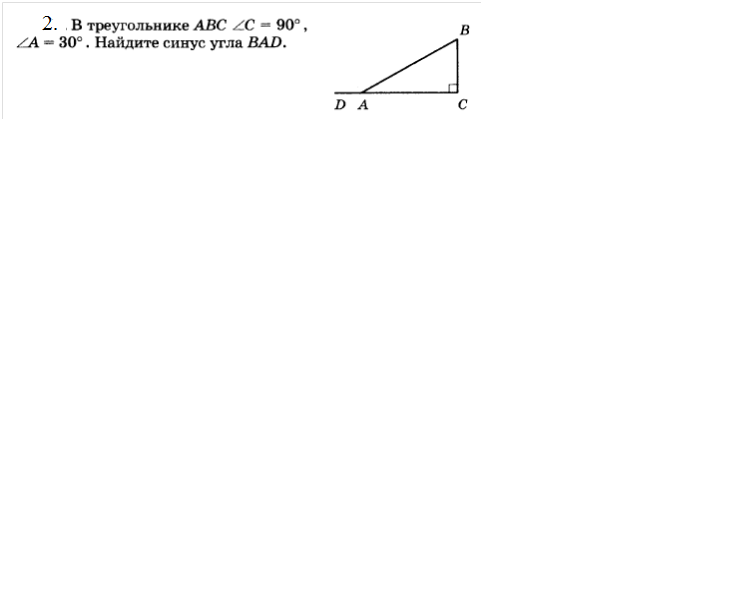 2. . В треугольнике ABC ∠C = 90°,
∠A = 30°. Найдите синус угла BAD.
B
D A C